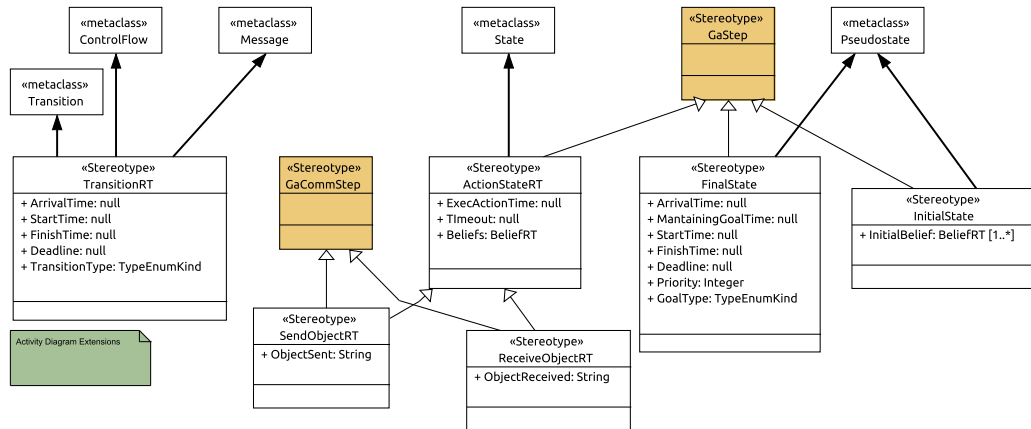 «metaclass»
ControlFlow
«metaclass»
Message
«metaclass»
State
«Stereotype»
GaStep
«metaclass»
Pseudostate
«metaclass»
Transition
«Stereotype»
TransitionRT
+ ArrivalTime: null
+ StartTime: null
+ FinishTime: null
+ Deadline: null
+ TransitionType: TypeEnumKind
«Stereotype»
GaCommStep
«Stereotype»
ActionStateRT
+ ExecActionTime: null
+ TImeout: null
+ Beliefs: BeliefRT
«Stereotype»
FinalState
+ ArrivalTime: null
+ MantainingGoalTime: null
+ StartTime: null
+ FinishTime: null
+ Deadline: null
+ Priority: Integer
+ GoalType: TypeEnumKind
«Stereotype»
InitialState
+ InitialBelief: BeliefRT [1..*]
Activity Diagram Extensions
«Stereotype»
SendObjectRT
+ ObjectSent: String
«Stereotype»
ReceiveObjectRT
+ ObjectReceived: String